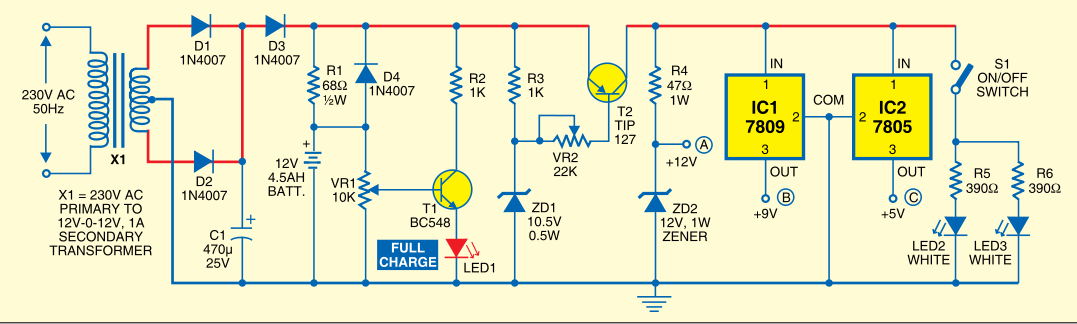 230V AC
50Hz
X1
X1 = 230V AC
PRIMARY TO
12V-0-12V, 1A
SECONDARY
TRANSFORMER
D1
1N4007
D2
1N4007
D3
1N4007
C1
470µ
25V
+
R1
68Ω
½W
D4
1N4007
+
12V
4.5AH
BATT.
VR1
10K
R2
1K
T1
BC548
FULL
CHARGE
LED1
R3
1K
ZD1
10.5V
0.5W
VR2
22K
T2
TIP
127
R4
47Ω
1W
A
+12V
ZD2
12V, 1W
ZENER
IN
1
IC1
7809
2
3
OUT
B
+9V
COM
IN
1
IC2
7805
2
3
OUT
C
+5V
S1
ON/OFF
SWITCH
R5
390Ω
R6
390Ω
LED2
WHITE
LED3
WHITE